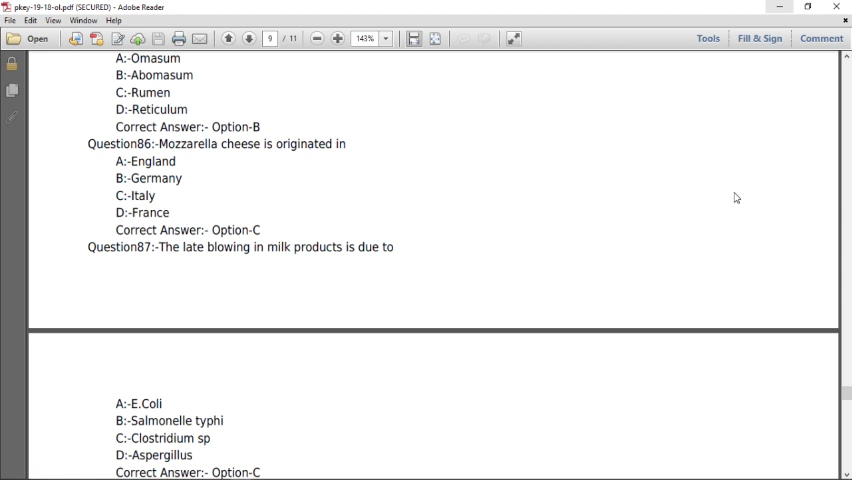 pkey-19-18-ol.pdf (SECURED) - Adobe Reader
File Edit View Window Help
Open 9 / 11 143% Tools Fill & Sign Comment
A:-Omasum
B:-Abomasum
C:-Rumen
D:-Reticulum
Correct Answer:- Option-B
Question86:-Mozzarella cheese is originated in
A:-England
B:-Germany
C:-Italy
D:-France
Correct Answer:- Option-C
Question87:-The late blowing in milk products is due to
A:-E.Coli
B:-Salmonelle typhi
C:-Clostridium sp
D:-Aspergillus
Correct Answer:- Option-C